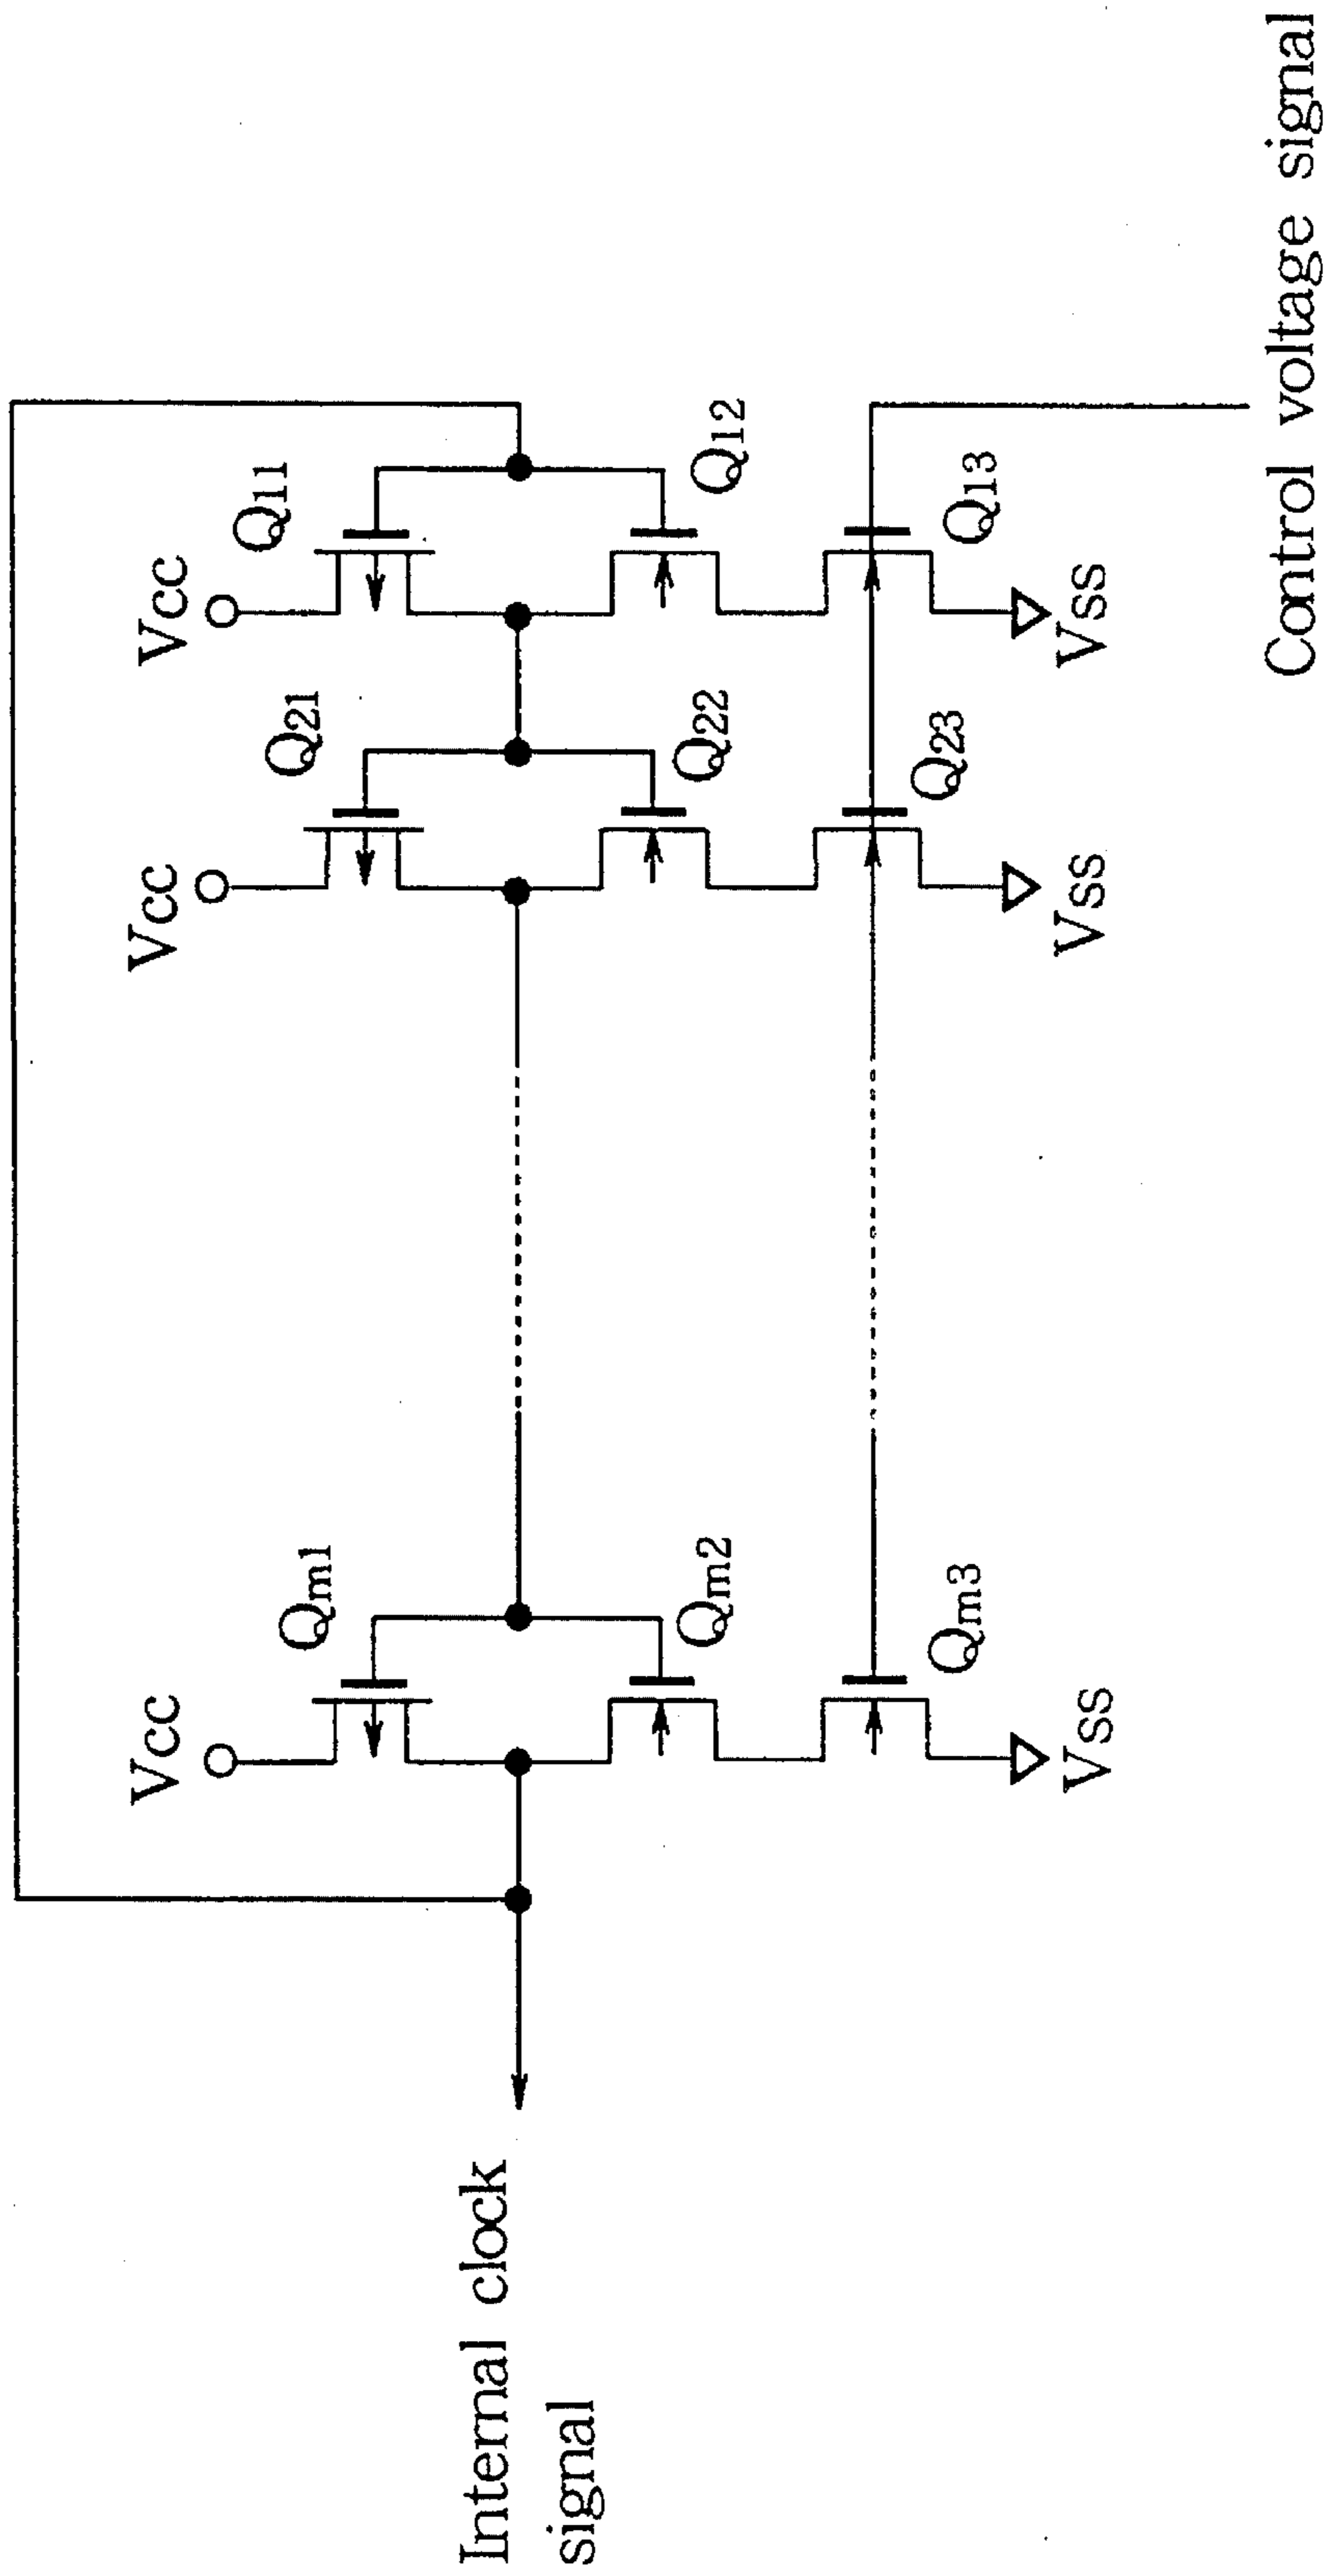 Vcc
Vcc
Vcc
Qm1
Q21
Q11
Internal clock
signal
Qm2
Q22
Q12
Qm3
Q23
Q13
Vss
Vss
Vss
Control voltage signal